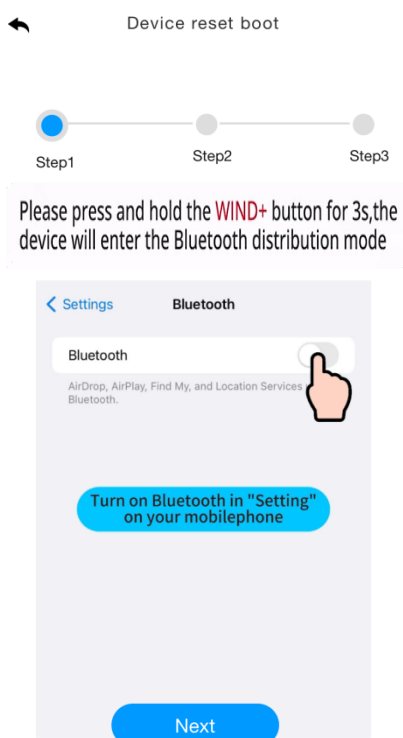 Device reset boot
Step1
Step2
Step3
Please press and hold the WIND+ button for 3s,the
device will enter the Bluetooth distribution mode
Settings
Bluetooth
Bluetooth
AirDrop, AirPlay, Find My, and Location Services
Bluetooth.
Turn on Bluetooth in "Setting"
on your mobilephone
Next